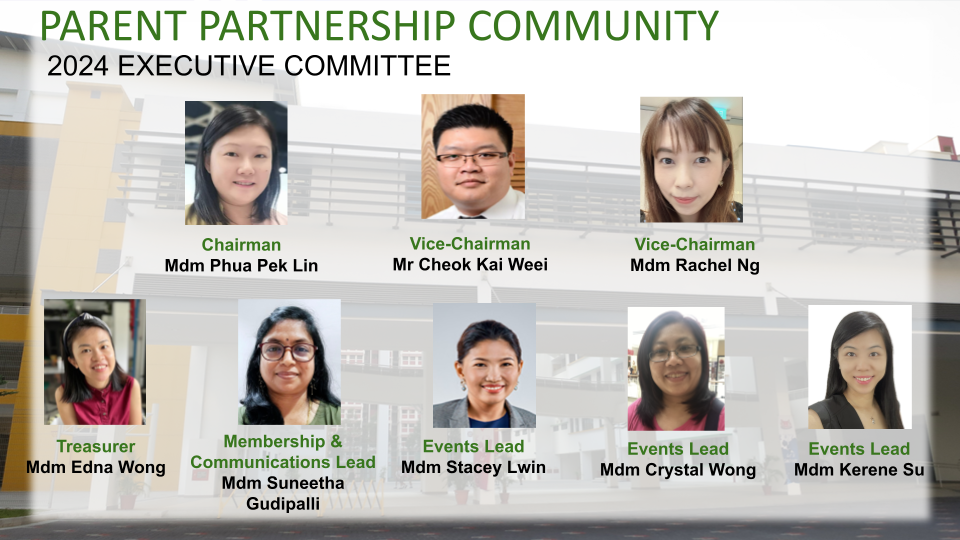 PARENT PARTNERSHIP COMMUNITY
2024 EXECUTIVE COMMITTEE
Chairman
Mdm Phua Pek Lin
Vice-Chairman
Mr Cheok Kai Weei
Vice-Chairman
Mdm Rachel Ng
Treasurer
Mdm Edna Wong
Membership &
Communications Lead
Mdm Suneetha
Gudipalli
Events Lead
Mdm Stacey Lwin
Events Lead
Mdm Crystal Wong
Events Lead
Mdm Kerene Su